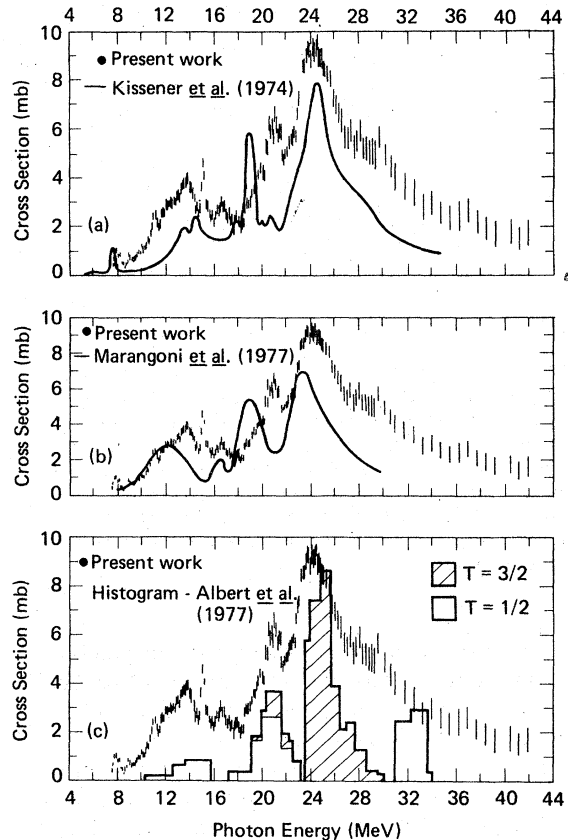 4 8 12 16 20 24 28 32 36 40 44
10
8
6
4
2
0
Cross Section (mb)
● Present work
— Kissener et al. (1974)
(a)
10
8
6
4
2
0
Cross Section (mb)
● Present work
— Marangoni et al. (1977)
(b)
10
8
6
4
2
0
Cross Section (mb)
● Present work
Histogram - Albert et al.
(1977)
T = 3/2
T = 1/2
(c)
4 8 12 16 20 24 28 32 36 40 44
Photon Energy (MeV)